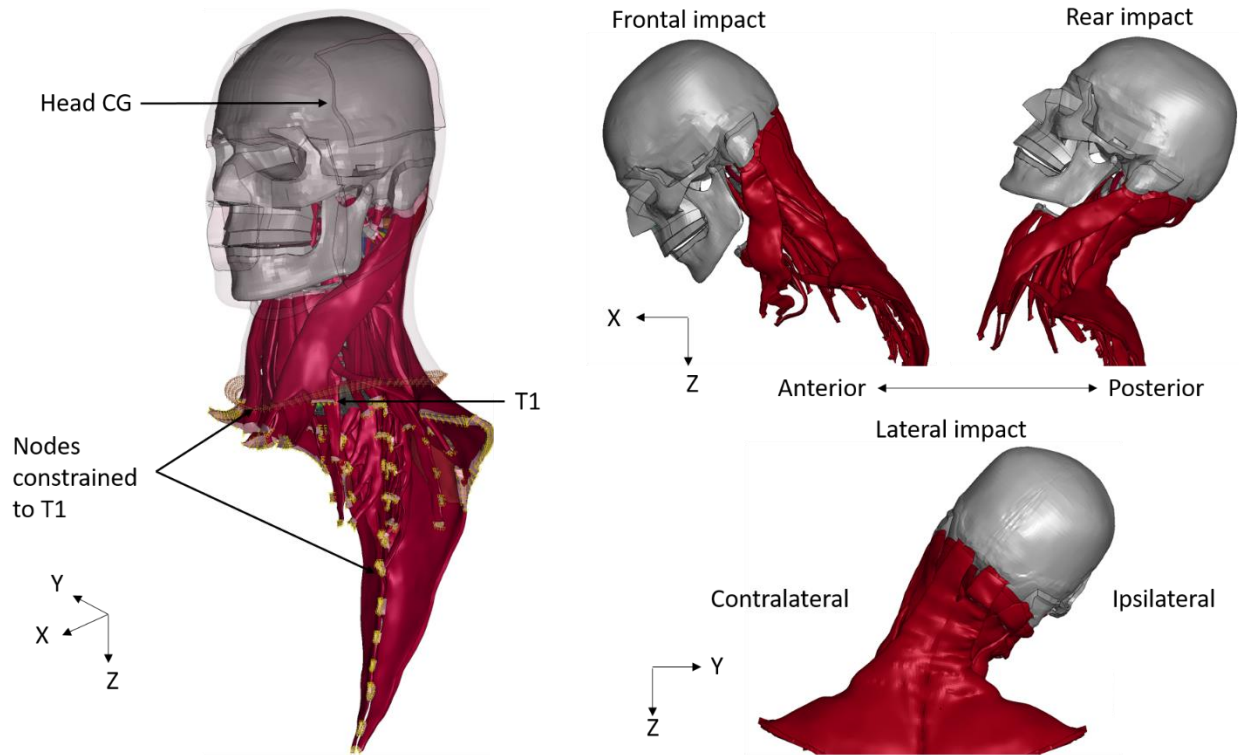 Head CG
T1
Nodes
constrained
to T1
Y
X
Z
Frontal impact
Rear impact
X
Z
Anterior
Posterior
Lateral impact
Contralateral
Ipsilateral
Y
Z